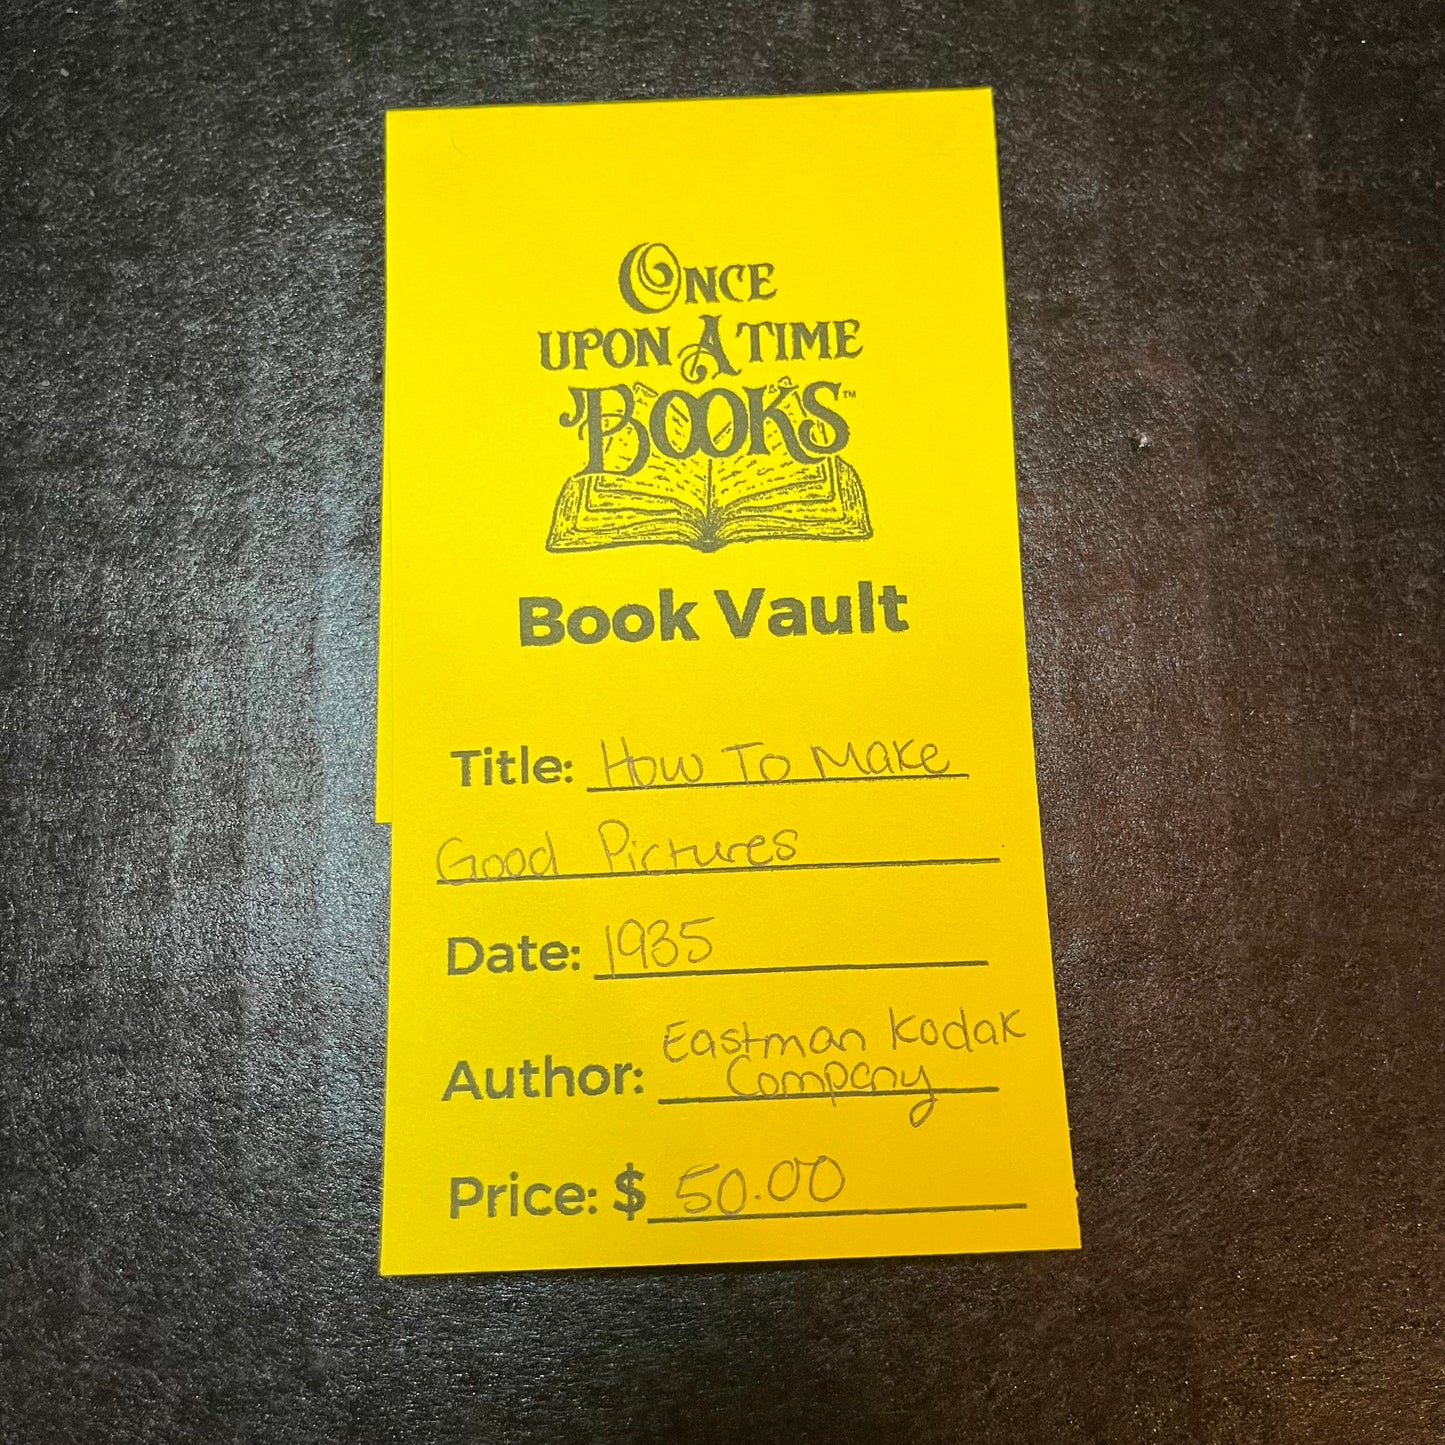 ONCE
UPON A TIME
BOOKS™
Book Vault
Title: How To Make
Good Pictures
Date: 1935
Eastman Kodak
Author: Company
Price: $ 50.00